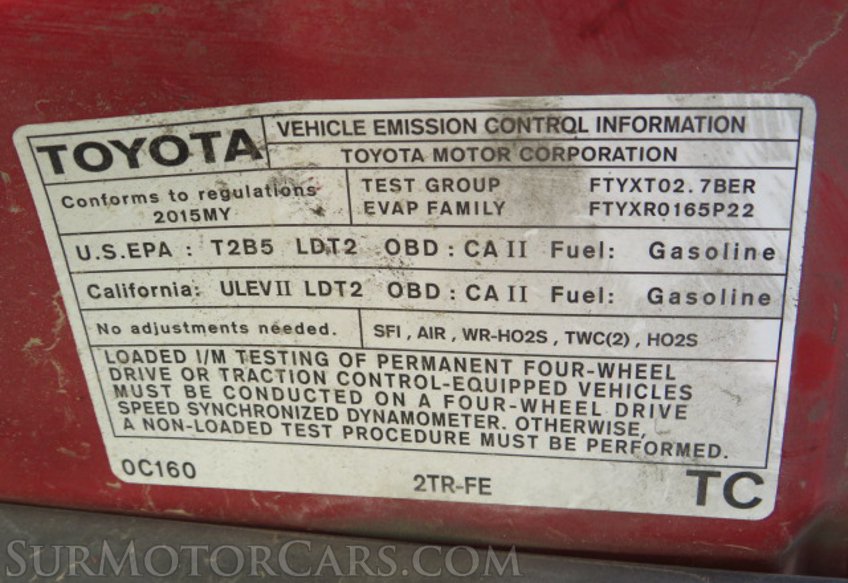 TOYOTA
VEHICLE EMISSION CONTROL INFORMATION
TOYOTA MOTOR CORPORATION
Conforms to regulations
2015MY
TEST GROUP FTYXT02.7BER
EVAP FAMILY FTYXR0165P22
U.S.EPA : T2B5 LDT2 OBD : CA II Fuel: Gasoline
California: ULEV II LDT2 OBD : CA II Fuel: Gasoline
No adjustments needed.
SFI , AIR , WR-HO2S , TWC(2) , HO2S
LOADED I/M TESTING OF PERMANENT FOUR-WHEEL
DRIVE OR TRACTION CONTROL-EQUIPPED VEHICLES
MUST BE CONDUCTED ON A FOUR-WHEEL DRIVE
SPEED SYNCHRONIZED DYNAMOMETER. OTHERWISE,
A NON-LOADED TEST PROCEDURE MUST BE PERFORMED.
0C160
2TR-FE
TC
SURMOTORCARS.COM